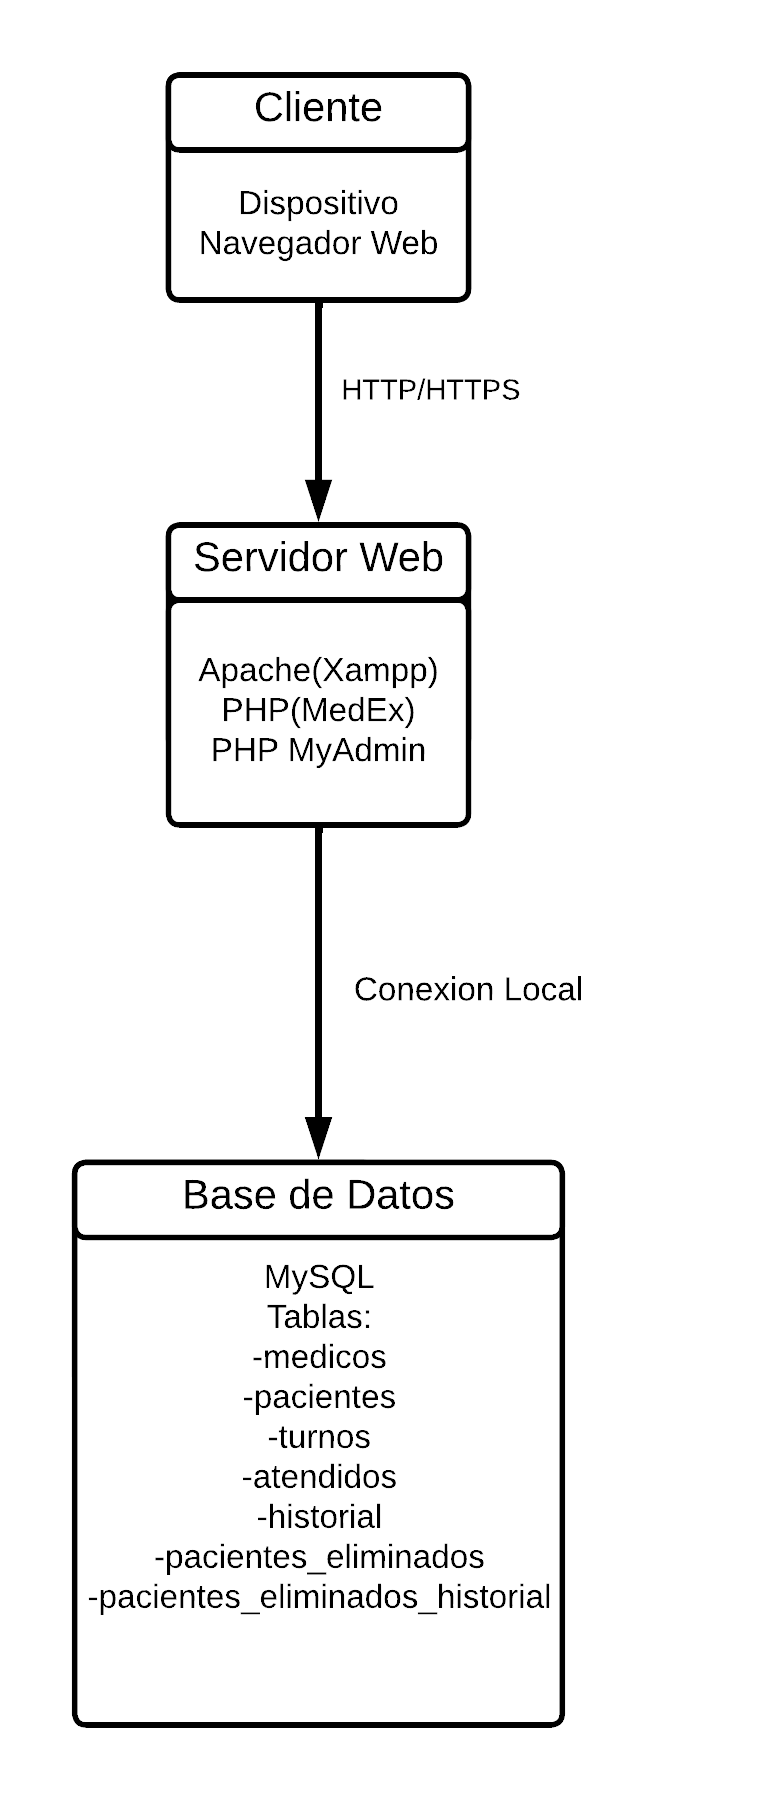 Cliente
Dispositivo
Navegador Web
HTTP/HTTPS
Servidor Web
Apache(Xampp)
PHP(MedEx)
PHP MyAdmin
Conexion Local
Base de Datos
MySQL
Tablas:
-medicos
-pacientes
-turnos
-atendidos
-historial
-pacientes_eliminados
-pacientes_eliminados_historial